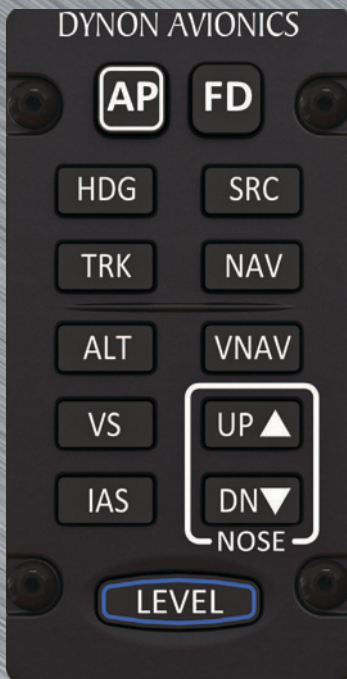 DYNON AVIONICS
AP FD
HDG SRC
TRK NAV
ALT VNAV
VS UP ▲
IAS DN▼
NOSE
LEVEL